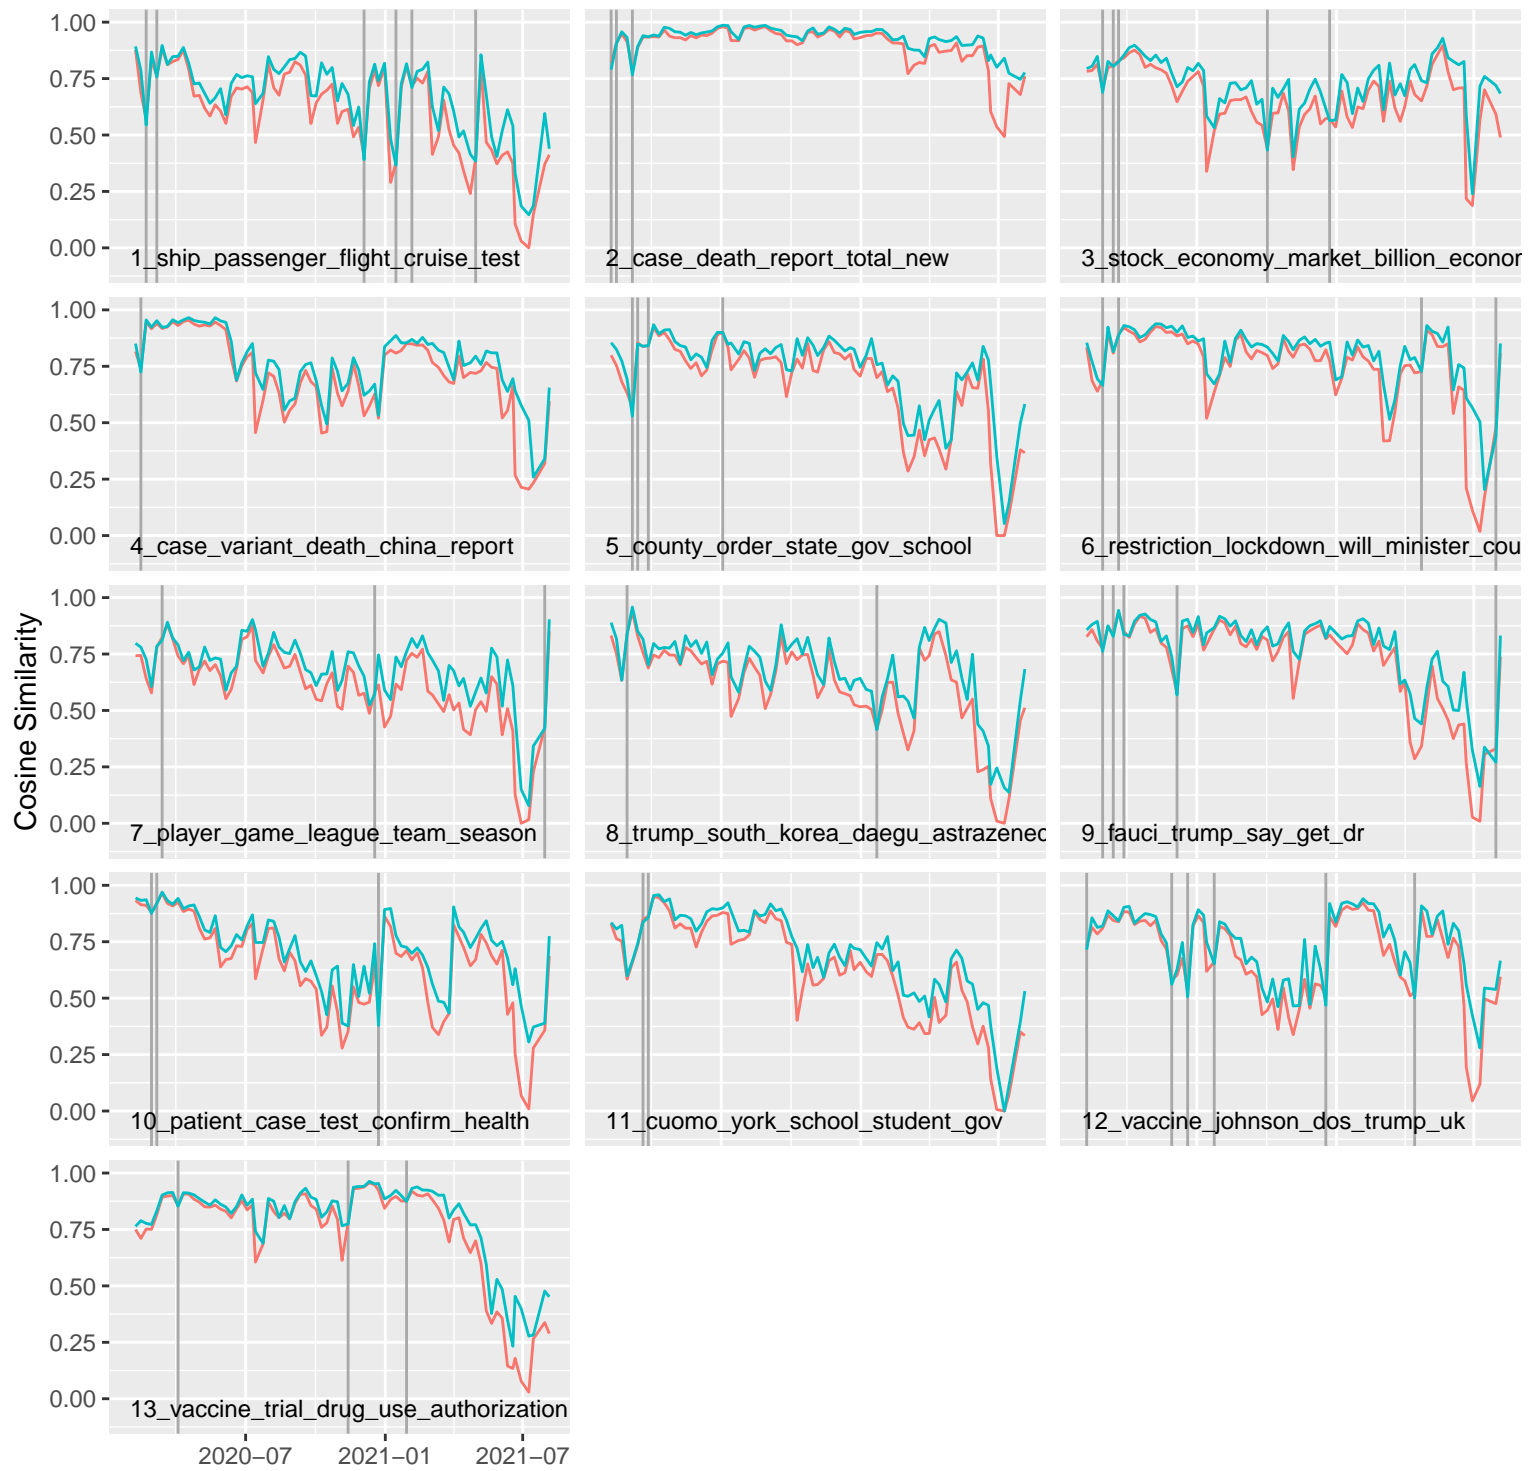 Cosine Similarity
1.00
0.75
0.50
0.25
0.00
1_ship_passenger_flight_cruise_test
2_case_death_report_total_new
3_stock_economy_market_billion_econor
1.00
0.75
0.50
0.25
0.00
4_case_variant_death_china_report
5_county_order_state_gov_school
6_restriction_lockdown_will_minister_cou
1.00
0.75
0.50
0.25
0.00
7_player_game_league_team_season
8_trump_south_korea_daegu_astrazenec
9_fauci_trump_say_get_dr
1.00
0.75
0.50
0.25
0.00
10_patient_case_test_confirm_health
11_cuomo_york_school_student_gov
12_vaccine_johnson_dos_trump_uk
1.00
0.75
0.50
0.25
0.00
13_vaccine_trial_drug_use_authorization
2020−07
2021−01
2021−07